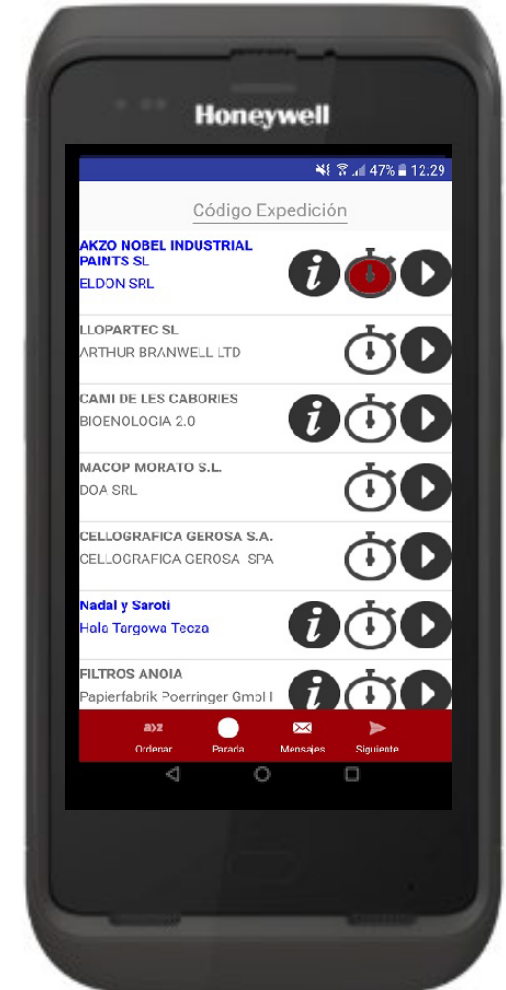 Honeywell
47% 12.29
Código Expedición
AKZO NOBEL INDUSTRIAL
PAINTS SL
ELDON SRL
LLOPARTEC SL
ARTHUR BRANWELL LTD
CAMI DE LES CABORIES
BIOENOLOGIA 2.0
MACOP MORATO S.L.
DOA SRL
CELLOGRAFICA GEROSA S.A.
CELLOGRAFICA GEROSA SPA
Nadal y Saroti
Hala Targowa Tecza
FILTROS ANOIA
Papierfabrik Poerringer
a>z
Ordenar Parada Mensajes Siguiente